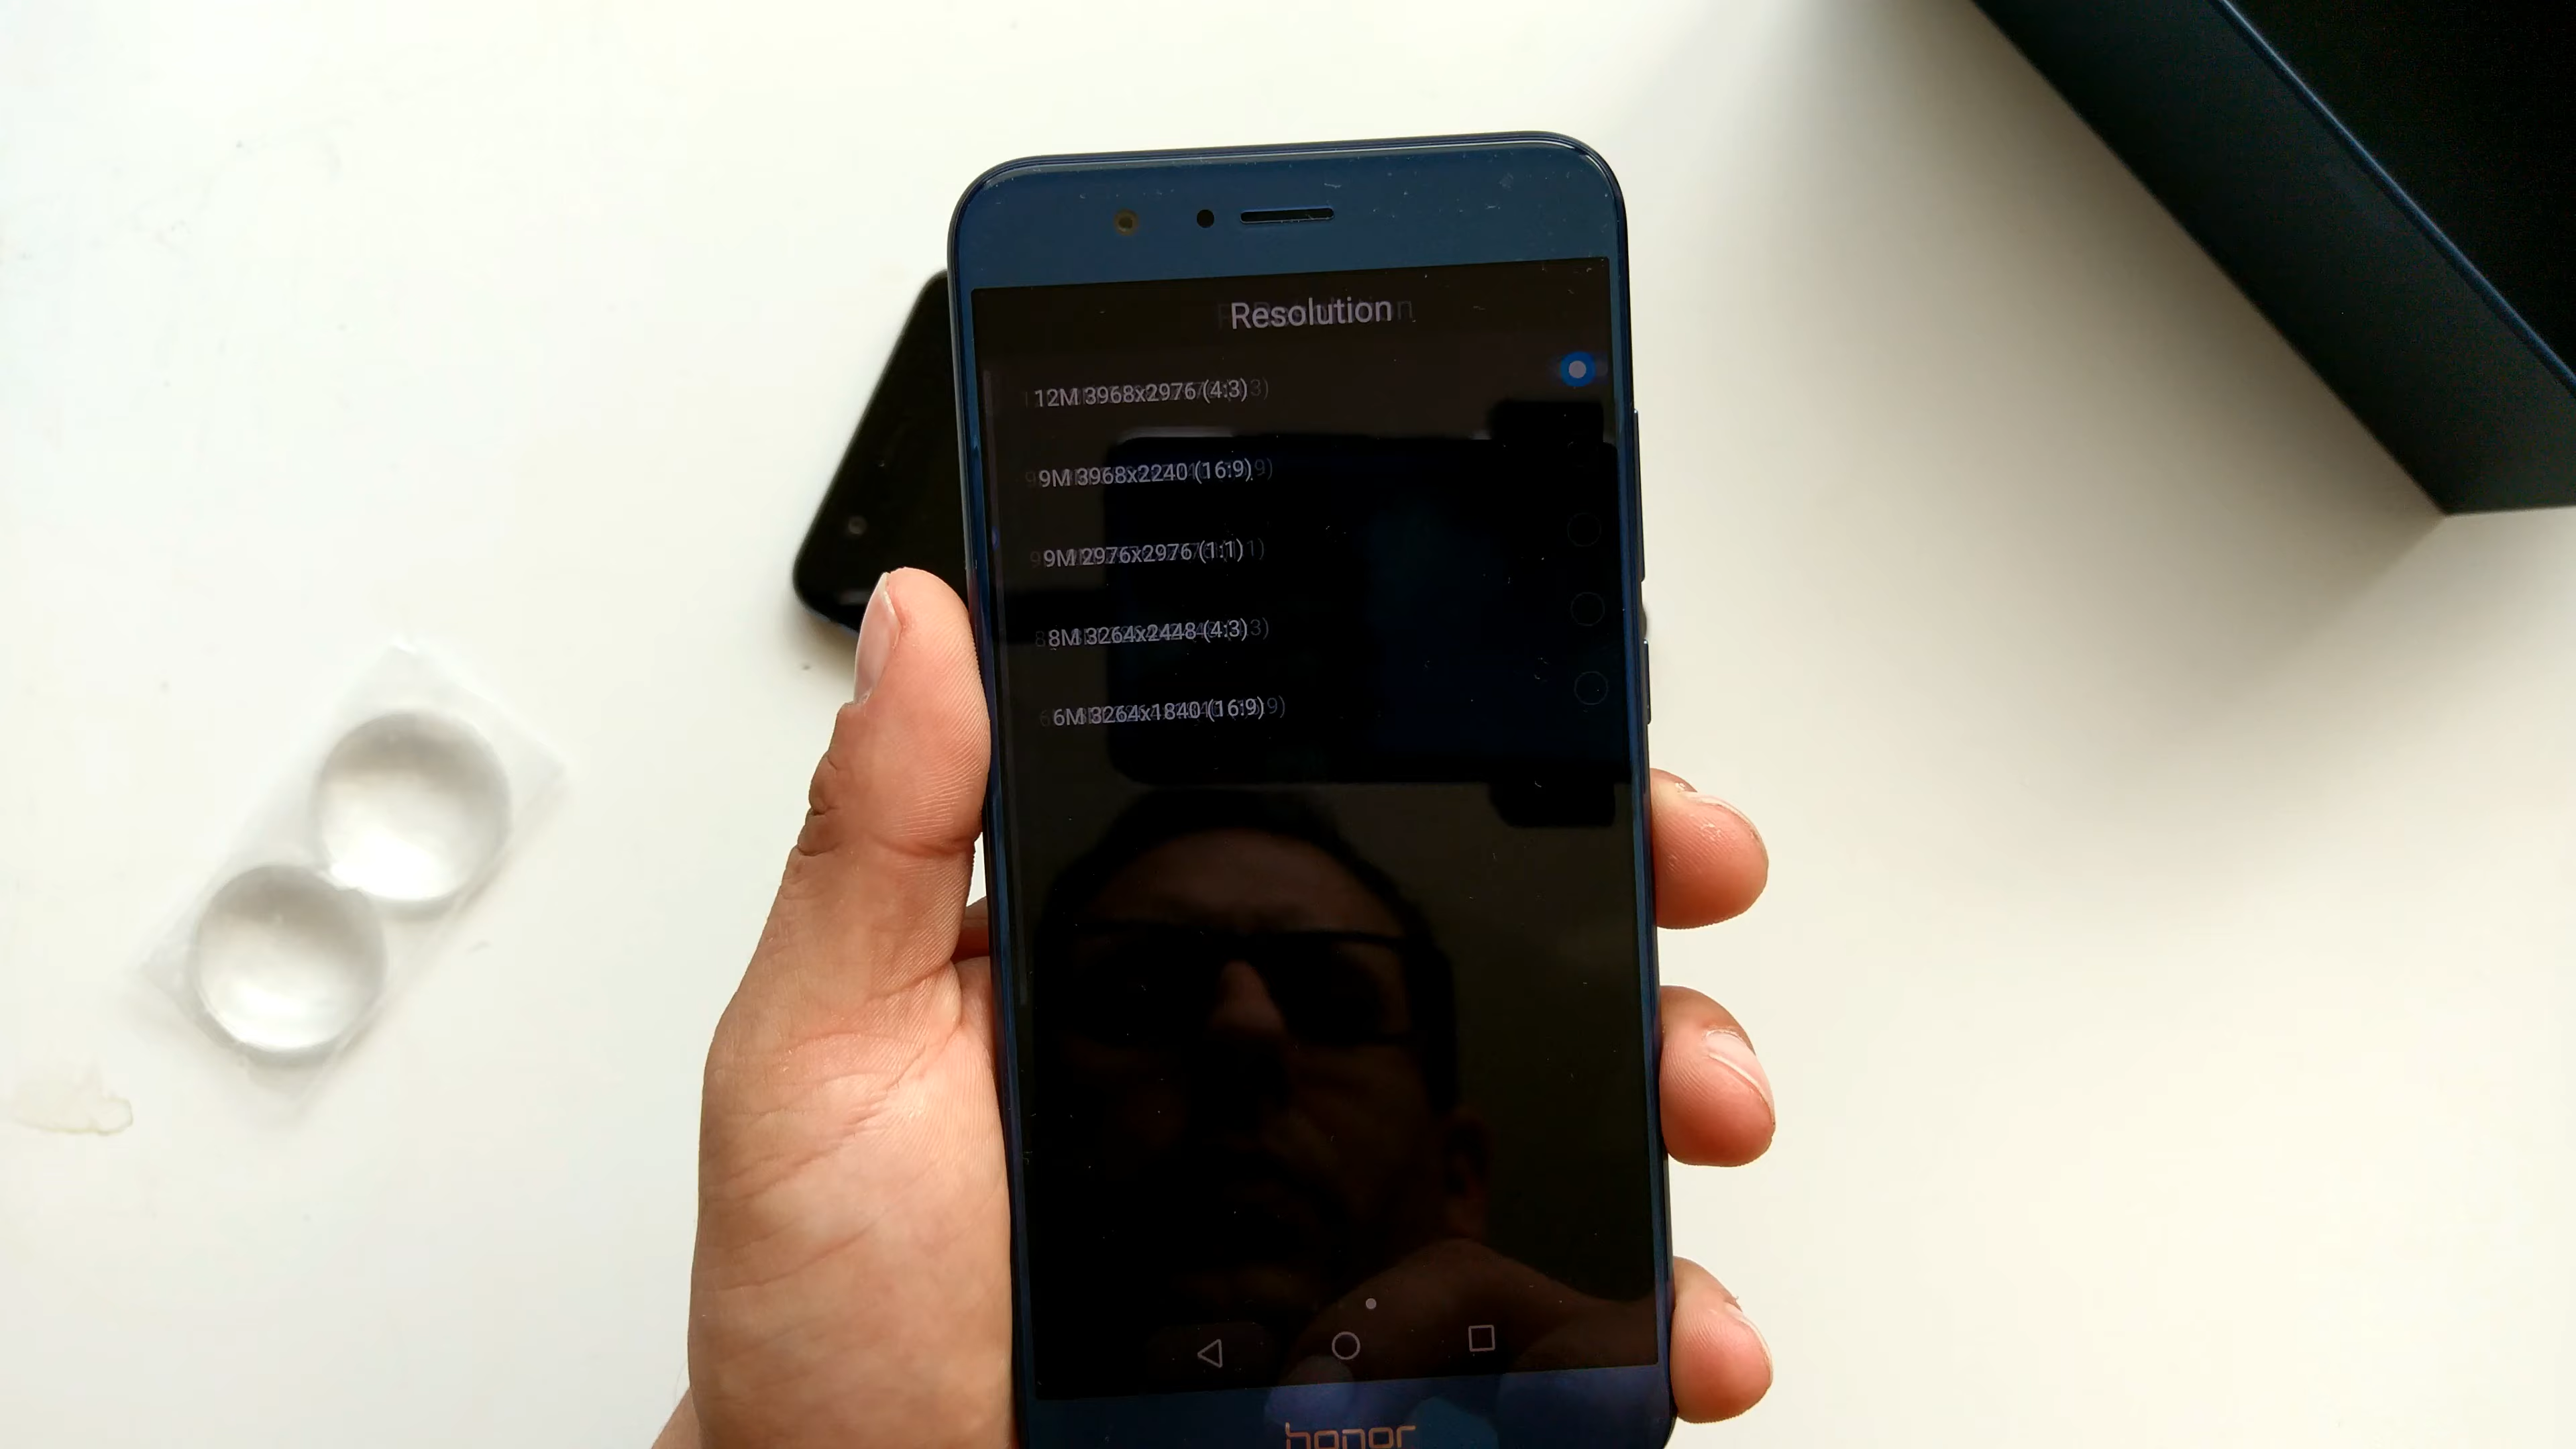 Resolution
12M 3968x2976 (4:3)
9M 3968x2240 (16:9)
9M 2976x2976 (1:1)
8M 3264x2448 (4:3)
6M 3264x1840 (16:9)
honor